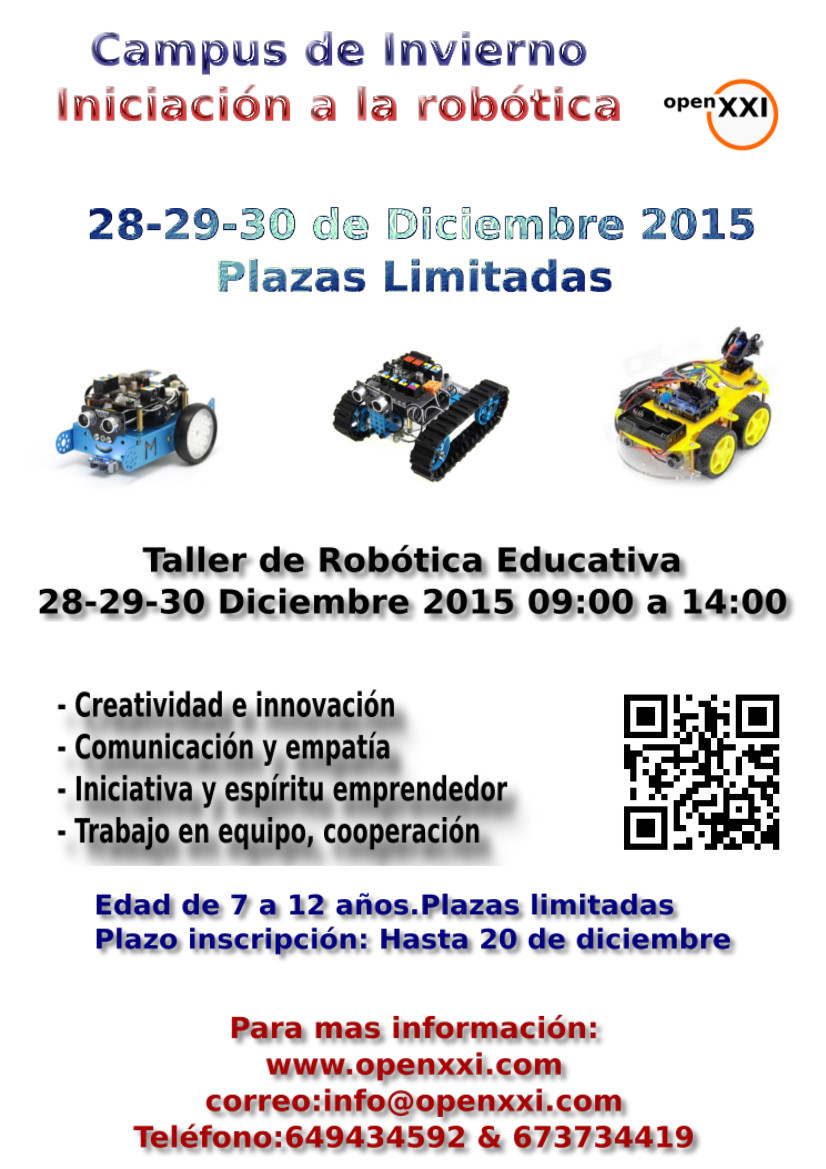 Campus de Invierno
Iniciación a la robótica
openXXI
28-29-30 de Diciembre 2015
Plazas Limitadas
M
Taller de Robótica Educativa
28-29-30 Diciembre 2015 09:00 a 14:00
- Creatividad e innovación
- Comunicación y empatía
- Iniciativa y espíritu emprendedor
- Trabajo en equipo, cooperación
Edad de 7 a 12 años.Plazas limitadas
Plazo inscripción: Hasta 20 de diciembre
Para mas información:
www.openxxi.com
correo:info@openxxi.com
Teléfono:649434592 & 673734419